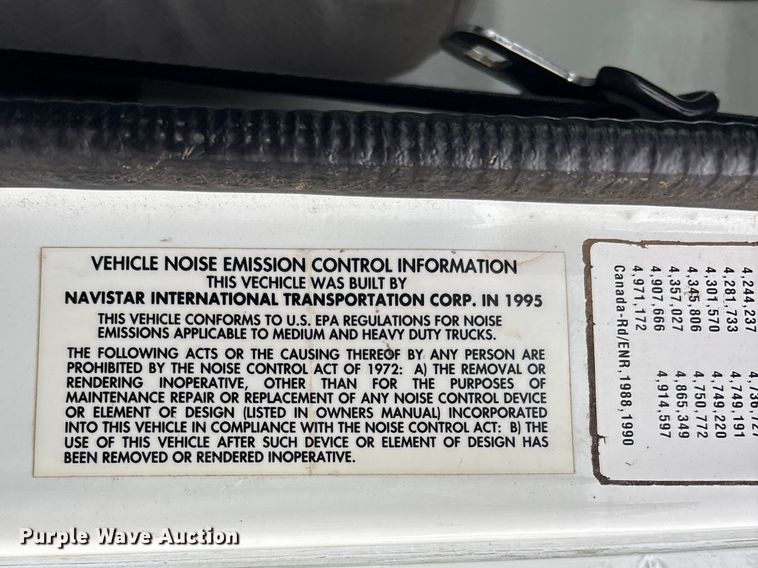 VEHICLE NOISE EMISSION CONTROL INFORMATION
THIS VECHICLE WAS BUILT BY
NAVISTAR INTERNATIONAL TRANSPORTATION CORP. IN 1995
THIS VEHICLE CONFORMS TO U.S. EPA REGULATIONS FOR NOISE
EMISSIONS APPLICABLE TO MEDIUM AND HEAVY DUTY TRUCKS.
THE FOLLOWING ACTS OR THE CAUSING THEREOF BY ANY PERSON ARE
PROHIBITED BY THE NOISE CONTROL ACT OF 1972: A) THE REMOVAL OR
RENDERING INOPERATIVE, OTHER THAN FOR THE PURPOSES OF
MAINTENANCE REPAIR OR REPLACEMENT OF ANY NOISE CONTROL DEVICE
OR ELEMENT OF DESIGN (LISTED IN OWNERS MANUAL) INCORPORATED
INTO THIS VEHICLE IN COMPLIANCE WITH THE NOISE CONTROL ACT: B) THE
USE OF THIS VEHICLE AFTER SUCH DEVICE OR ELEMENT OF DESIGN HAS
BEEN REMOVED OR RENDERED INOPERATIVE.
4,244,237
4,281,733 4,749,191
4,301,570 4,749,220
4,345,806 4,750,772
4,357,027 4,865,349
4,907,666 4,914,597
4,971,172
Canada-Rd/ENR,1988,1990
Purple Wave Auction